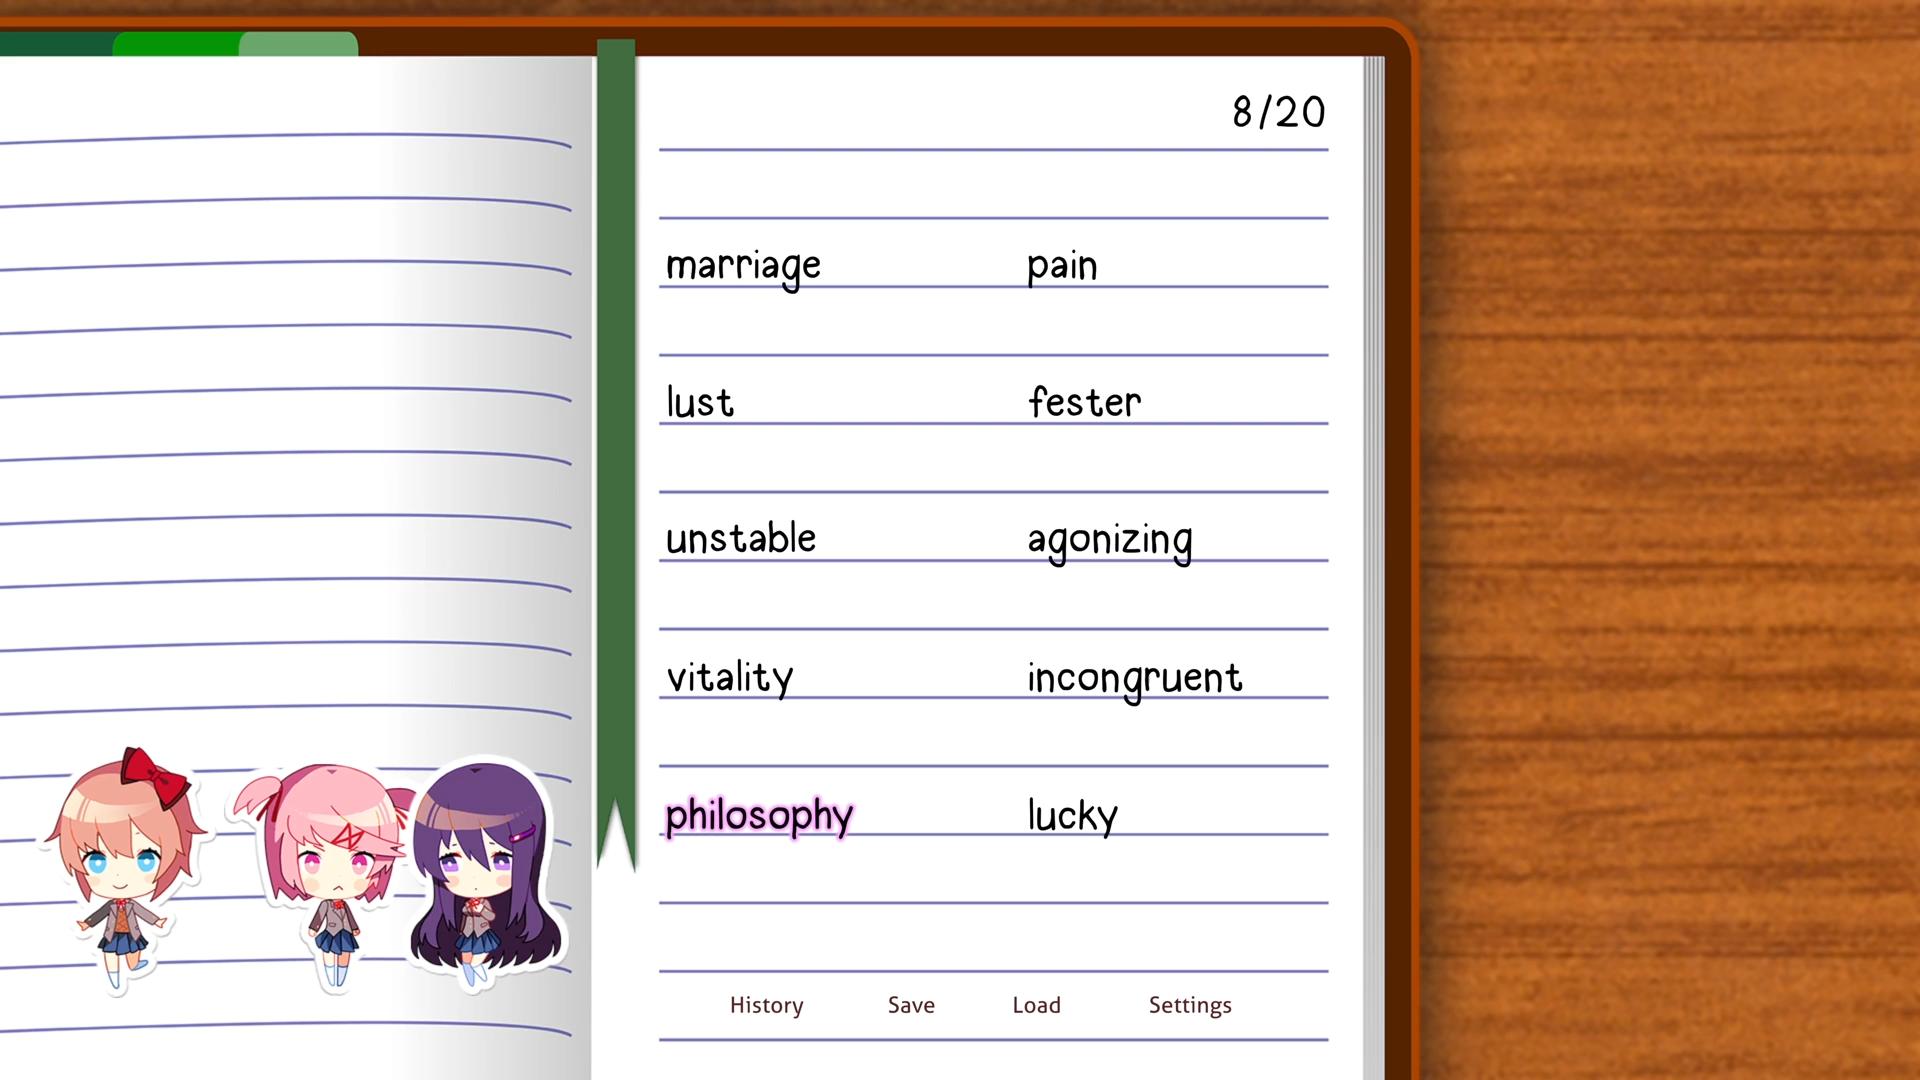 8/20
marriage pain
lust fester
unstable agonizing
vitality incongruent
philosophy lucky
History Save Load Settings